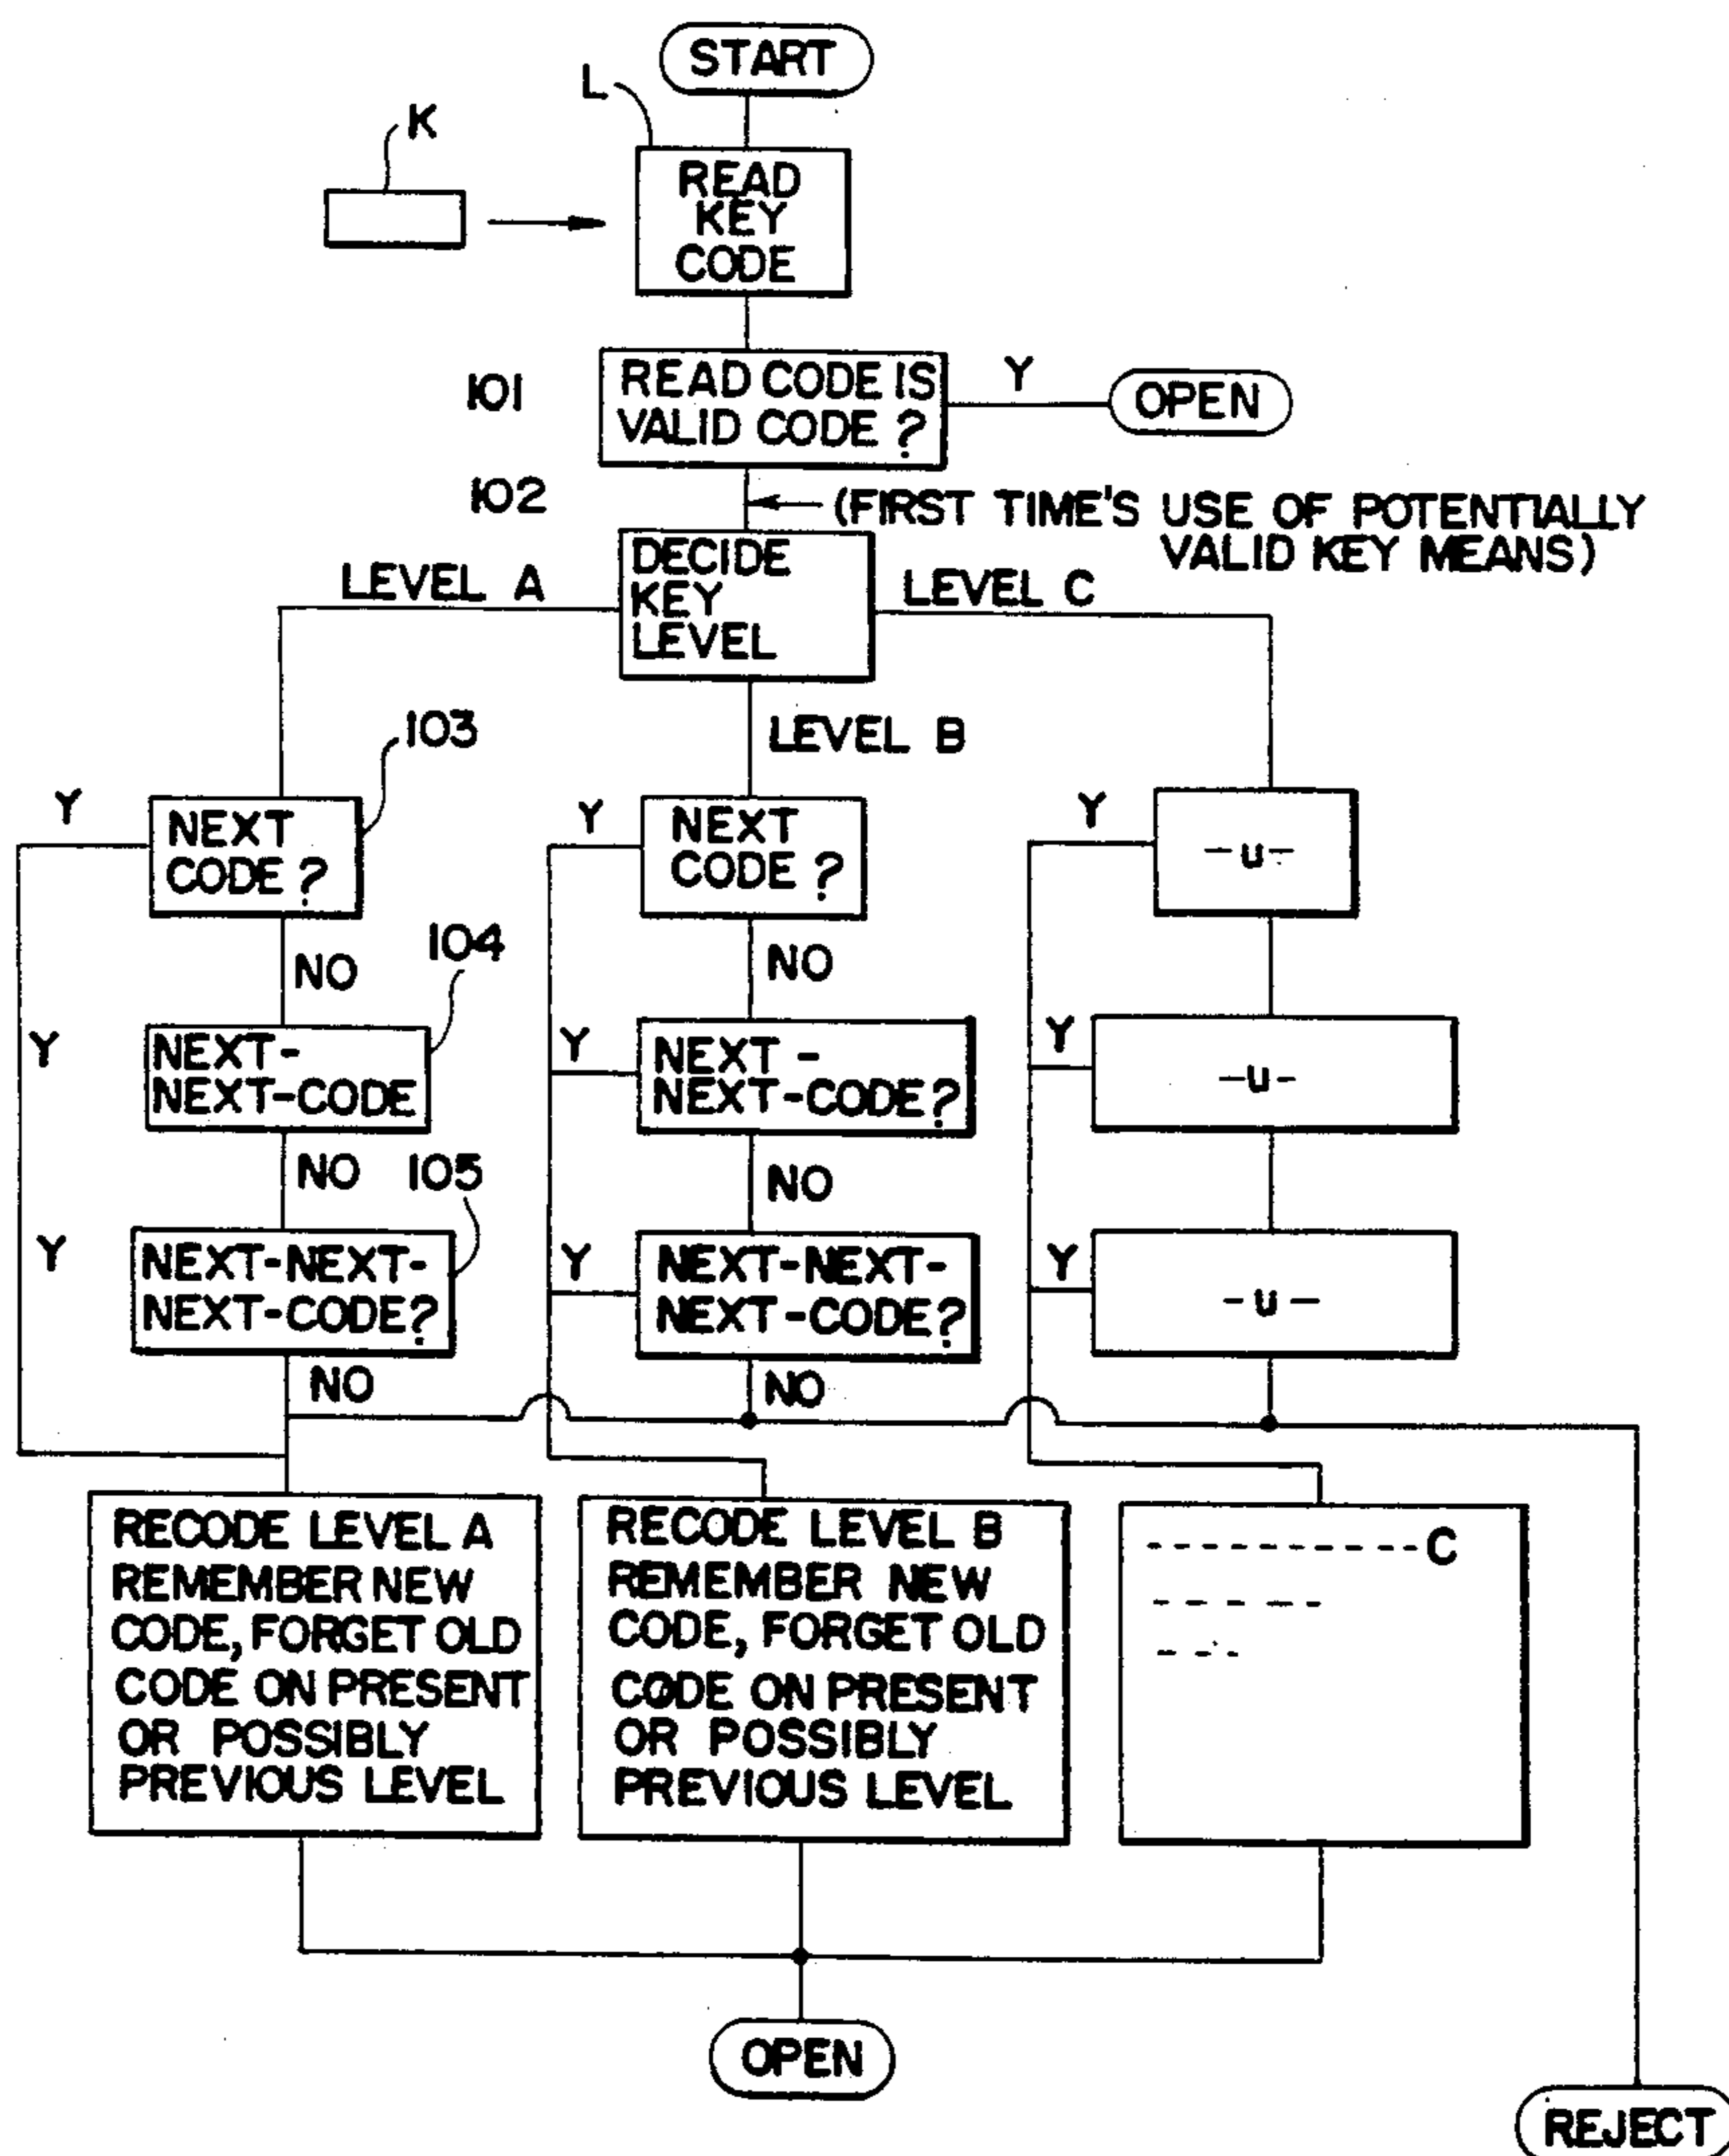 START
L
K
READ
KEY
CODE
101
READ CODE IS
VALID CODE ?
Y
OPEN
102
(FIRST TIME'S USE OF POTENTIALLY
VALID KEY MEANS)
DECIDE
KEY
LEVEL
LEVEL A
LEVEL C
LEVEL B
103
Y
NEXT
CODE ?
Y
NEXT
CODE ?
Y
-u-
NO
104
NO
Y
NEXT-
NEXT-CODE
Y
NEXT -
NEXT-CODE?
Y
-u-
NO
105
NO
Y
NEXT-NEXT-
NEXT-CODE?
Y
NEXT-NEXT-
NEXT-CODE?
Y
-u-
NO
NO
RECODE LEVEL A
REMEMBER NEW
CODE, FORGET OLD
CODE ON PRESENT
OR POSSIBLY
PREVIOUS LEVEL
RECODE LEVEL B
REMEMBER NEW
CODE, FORGET OLD
CODE ON PRESENT
OR POSSIBLY
PREVIOUS LEVEL
- - - - - - - - - - - C
- - - - -
- - -
OPEN
REJECT